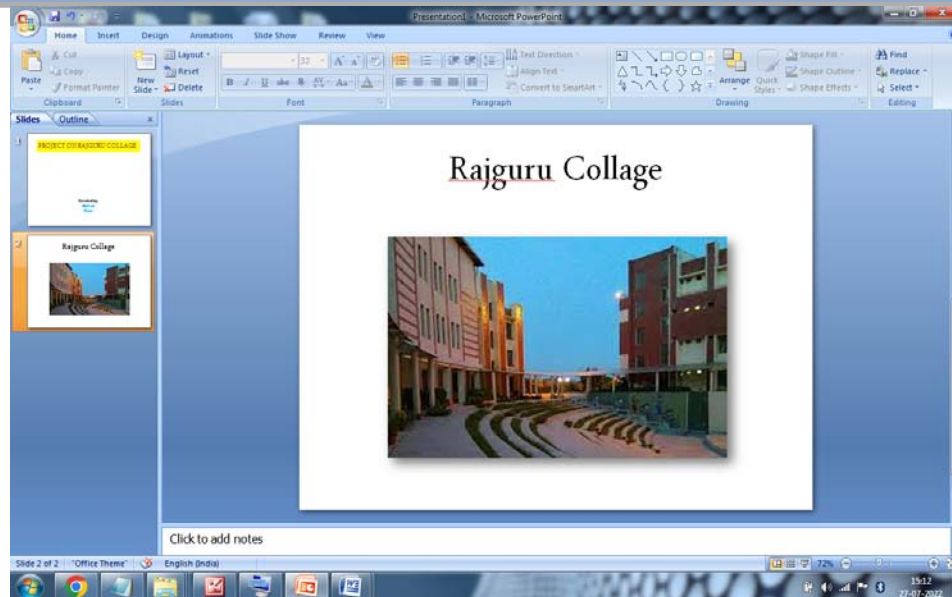 Presentation1 - Microsoft PowerPoint
Home Insert Design Animations Slide Show Review View
Cut
Copy
Format Painter
Paste
Clipboard
New Slide
Layout
Reset
Delete
Slides
32
Font
Text Direction
Align Text
Convert to SmartArt
Paragraph
Arrange
Quick Styles
Shape Fill
Shape Outline
Shape Effects
Drawing
Find
Replace
Select
Editing
Slides Outline
1
PROJECT ON RAJGURU COLLAGE
2
Rajguru Collage
Rajguru Collage
Click to add notes
Slide 2 of 2 "Office Theme" English (India) 72%
15:12
27-07-2022